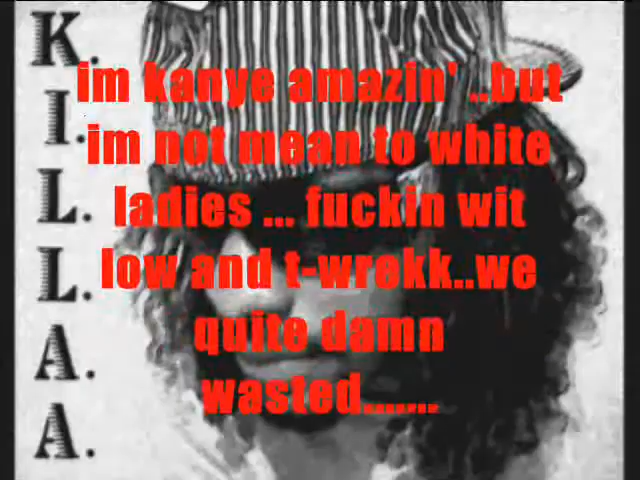 K.
I.
L.
L.
A.
A.
im kanye amazin' ..but
im not mean to white
ladies ... fuckin wit
low and t-wrekk..we
quite damn
wasted.......